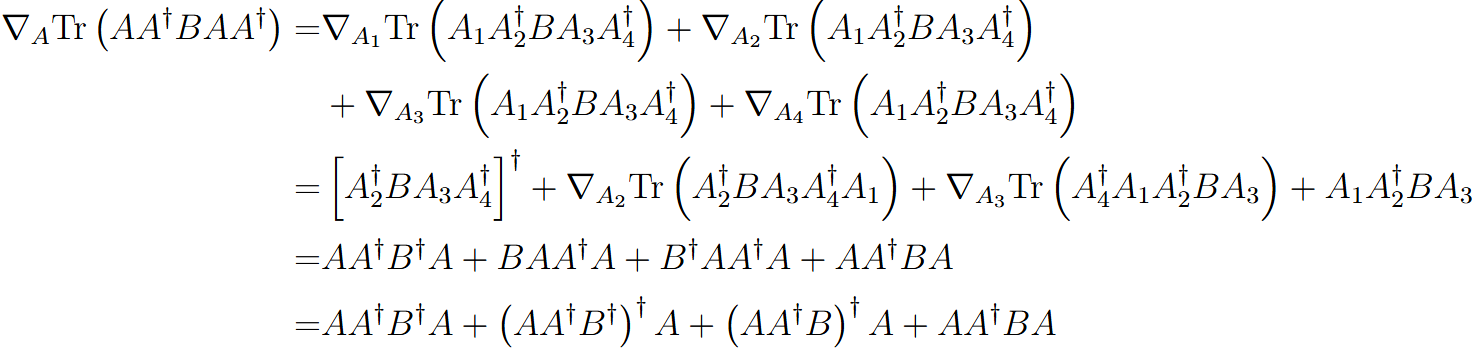 ∇_A Tr (AA†BAA†) =∇_{A_1} Tr (A_1 A_2† B A_3 A_4†) + ∇_{A_2} Tr (A_1 A_2† B A_3 A_4†)
+ ∇_{A_3} Tr (A_1 A_2† B A_3 A_4†) + ∇_{A_4} Tr (A_1 A_2† B A_3 A_4†)
= [A_2† B A_3 A_4†]† + ∇_{A_2} Tr (A_2† B A_3 A_4† A_1) + ∇_{A_3} Tr (A_4† A_1 A_2† B A_3) + A_1 A_2† B A_3
=AA†B†A + BAA†A + B†AA†A + AA†BA
=AA†B†A + (AA†B†)† A + (AA†B)† A + AA†BA